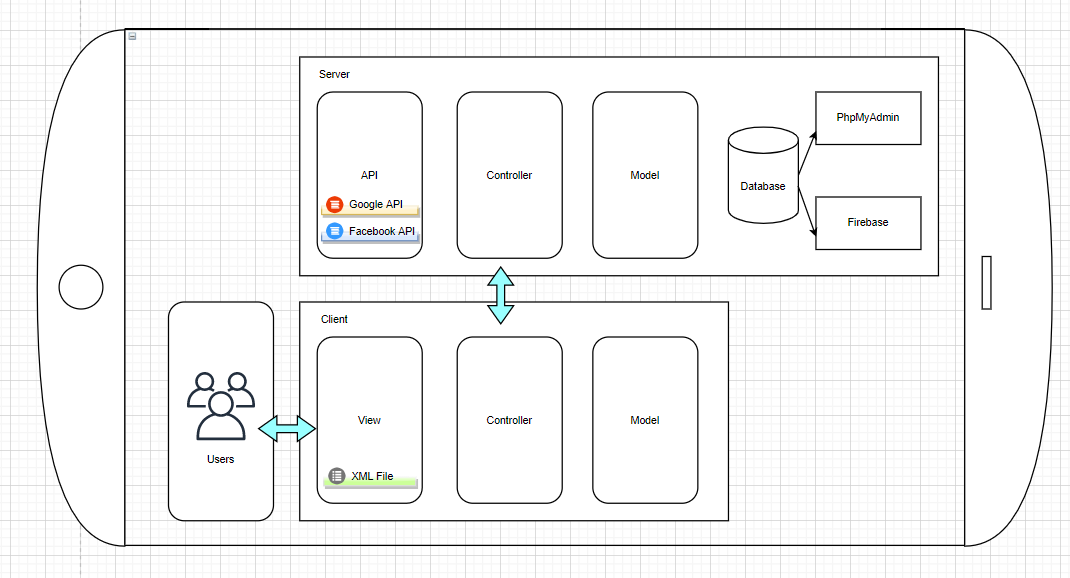 Server
API
Google API
Facebook API
Controller
Model
Database
PhpMyAdmin
Firebase
Users
Client
View
XML File
Controller
Model